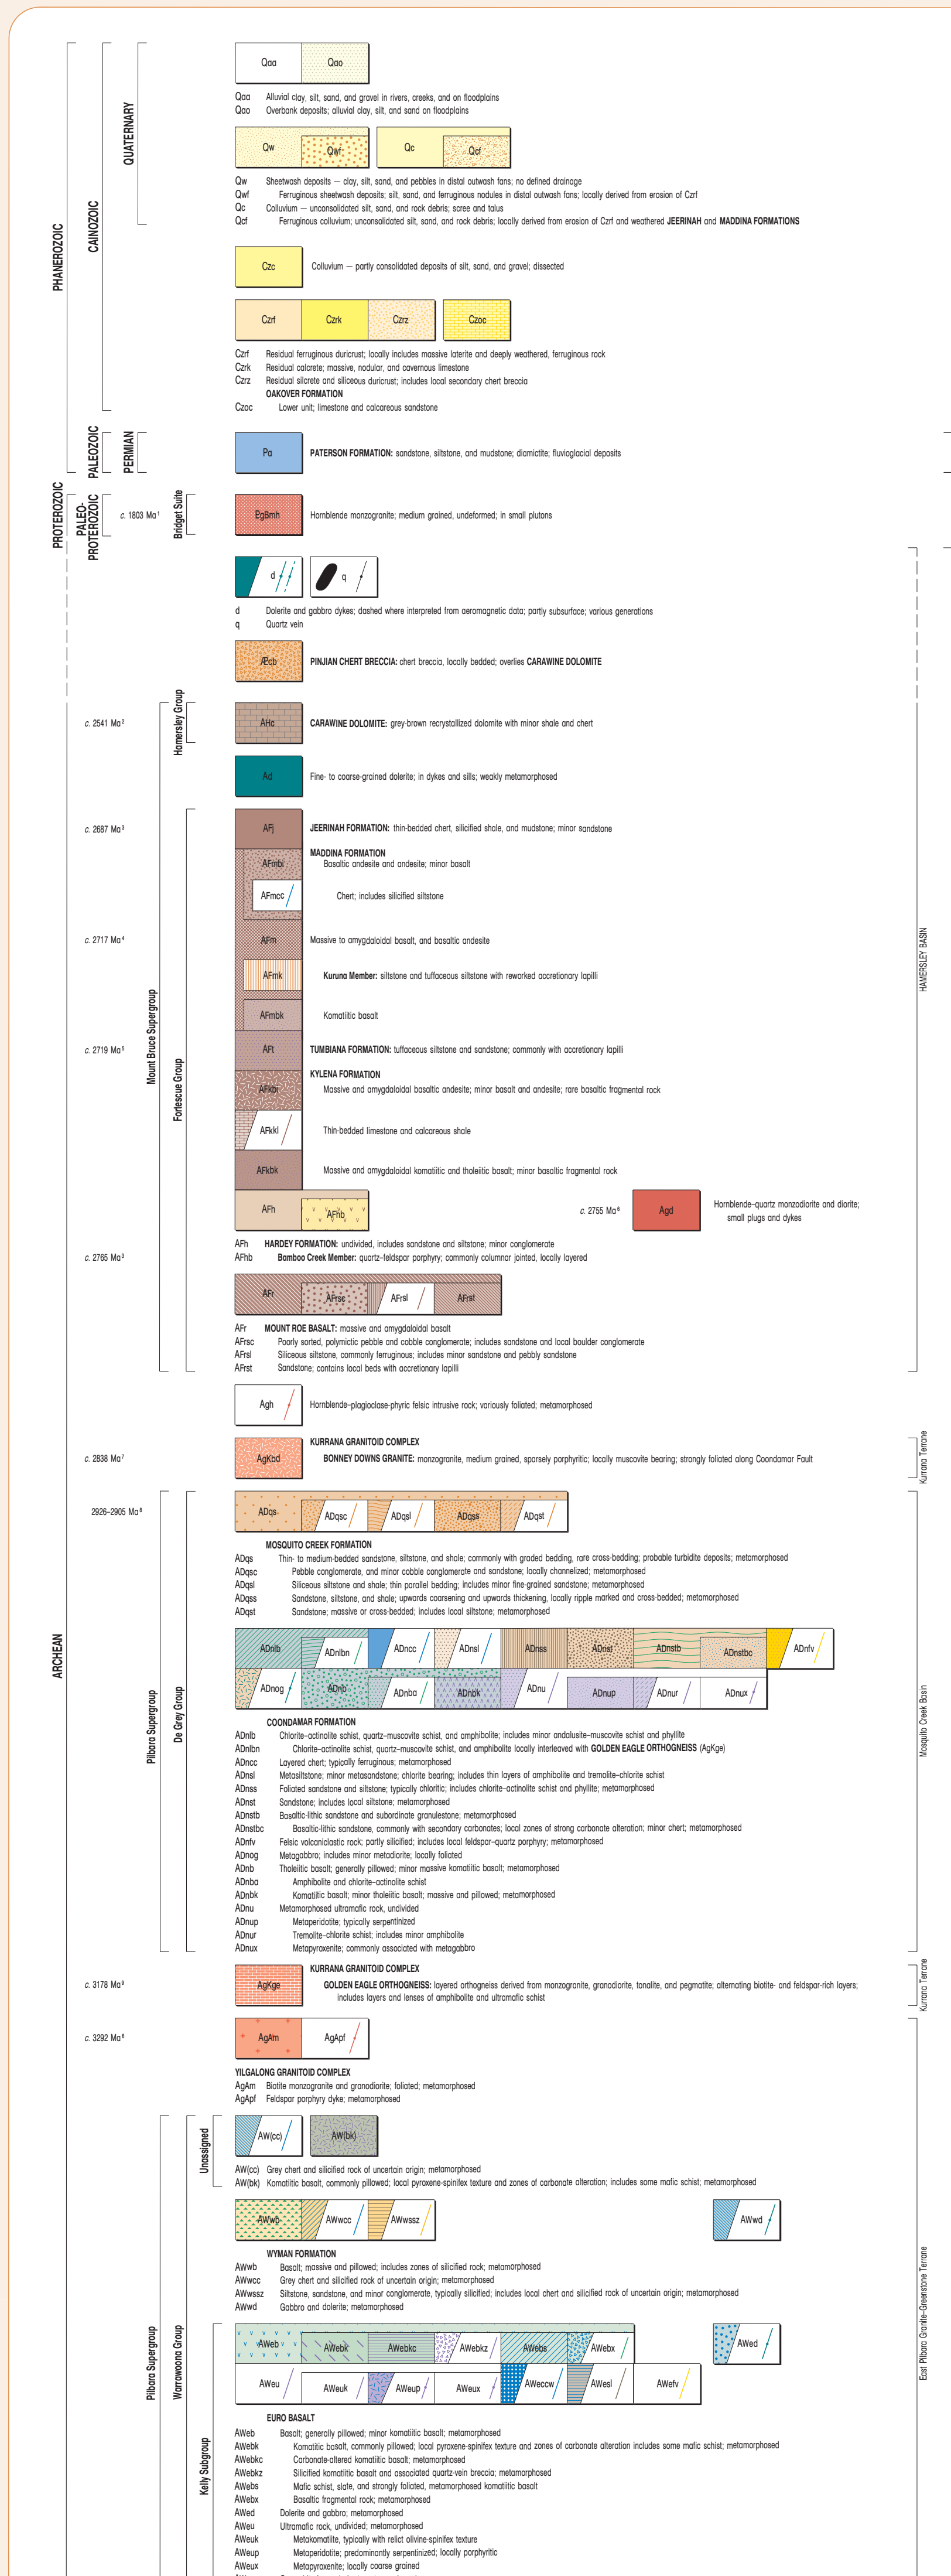 Qaa
Qao
Qaa Alluvial clay, silt, sand, and gravel in rivers, creeks, and on floodplains
Qao Overbank deposits; alluvial clay, silt, and sand on floodplains
Qw
Qwf
Qc
Qcf
Qw Sheetwash deposits — clay, silt, sand, and pebbles in distal outwash fans; no defined drainage
Qwf Ferruginous sheetwash deposits; silt, sand, and ferruginous nodules in distal outwash fans; locally derived from erosion of Czrf
Qc Colluvium — unconsolidated silt, sand, and rock debris; scree and talus
Qcf Ferruginous colluvium; unconsolidated silt, sand, and rock debris; locally derived from erosion of Czrf and weathered JEERINAH and MADDINA FORMATIONS
QUATERNARY
CAINOZOIC
PHANEROZOIC
Czc
Colluvium — partly consolidated deposits of silt, sand, and gravel; dissected
Czrf
Czrk
Czrz
Czoc
Czrf Residual ferruginous duricrust; locally includes massive laterite and deeply weathered, ferruginous rock
Czrk Residual calcrete; massive, nodular, and cavernous limestone
Czrz Residual silcrete and siliceous duricrust; includes local secondary chert breccia
OAKOVER FORMATION
Czoc Lower unit; limestone and calcareous sandstone
PALEOZOIC
PERMIAN
Pa
PATERSON FORMATION: sandstone, siltstone, and mudstone; diamictite; fluvioglacial deposits
PROTEROZOIC
PALEO-
PROTEROZOIC
c. 1803 Ma 1
Bridget Suite
PgBmh
Hornblende monzogranite; medium grained, undeformed; in small plutons
d
q
d Dolerite and gabbro dykes; dashed where interpreted from aeromagnetic data; partly subsurface; various generations
q Quartz vein
Æcb
PINJIAN CHERT BRECCIA: chert breccia, locally bedded; overlies CARAWINE DOLOMITE
c. 2541 Ma 2
Hamersley Group
AHc
CARAWINE DOLOMITE: grey-brown recrystallized dolomite with minor shale and chert
Ad
Fine- to coarse-grained dolerite; in dykes and sills; weakly metamorphosed
c. 2687 Ma 3
AFj
JEERINAH FORMATION: thin-bedded chert, silicified shale, and mudstone; minor sandstone
MADDINA FORMATION
AFmbi
Basaltic andesite and andesite; minor basalt
AFmcc
Chert; includes silicified siltstone
c. 2717 Ma 4
AFm
Massive to amygdaloidal basalt, and basaltic andesite
AFmk
Kuruna Member: siltstone and tuffaceous siltstone with reworked accretionary lapilli
AFmbk
Komatiitic basalt
c. 2719 Ma 5
AFt
TUMBIANA FORMATION: tuffaceous siltstone and sandstone; commonly with accretionary lapilli
KYLENA FORMATION
AFkbi
Massive and amygdaloidal basaltic andesite; minor basalt and andesite; rare basaltic fragmental rock
AFkkl
Thin-bedded limestone and calcareous shale
AFkbk
Massive and amygdaloidal komatiitic and tholeiitic basalt; minor basaltic fragmental rock
Mount Bruce Supergroup
Fortescue Group
HAMERSLEY BASIN
AFh
AFhb
c. 2755 Ma 6
Agd
Hornblende–quartz monzodiorite and diorite;
small plugs and dykes
AFh HARDEY FORMATION: undivided, includes sandstone and siltstone; minor conglomerate
c. 2765 Ma 3
AFhb Bamboo Creek Member: quartz–feldspar porphyry; commonly columnar jointed, locally layered
AFr
AFrsc
AFrsl
AFrst
AFr MOUNT ROE BASALT: massive and amygdaloidal basalt
AFrsc Poorly sorted, polymictic pebble and cobble conglomerate; includes sandstone and local boulder conglomerate
AFrsl Siliceous siltstone, commonly ferruginous; includes minor sandstone and pebbly sandstone
AFrst Sandstone; contains local beds with accretionary lapilli
Agh
Hornblende–plagioclase-phyric felsic intrusive rock; variously foliated; metamorphosed
KURRANA GRANITOID COMPLEX
c. 2838 Ma 7
AgKbd
BONNEY DOWNS GRANITE: monzogranite, medium grained, sparsely porphyritic; locally muscovite bearing; strongly foliated along Coondamar Fault
Kurrana Terrane
2926–2905 Ma 8
ADqs
ADqsc
ADqsl
ADqss
ADqst
MOSQUITO CREEK FORMATION
ADqs Thin- to medium-bedded sandstone, siltstone, and shale; commonly with graded bedding, rare cross-bedding; probable turbidite deposits; metamorphosed
ADqsc Pebble conglomerate, and minor cobble conglomerate and sandstone; locally channelized; metamorphosed
ADqsl Siliceous siltstone and shale; thin parallel bedding; includes minor fine-grained sandstone; metamorphosed
ADqss Sandstone, siltstone, and shale; upwards coarsening and upwards thickening, locally ripple marked and cross-bedded; metamorphosed
ADqst Sandstone; massive or cross-bedded; includes local siltstone; metamorphosed
ARCHEAN
Pilbara Supergroup
De Grey Group
Mosquito Creek Basin
ADnlb
ADnlbn
ADncc
ADnsl
ADnss
ADnst
ADnstb
ADnstbc
ADnfv
ADnog
ADnb
ADnba
ADnbk
ADnu
ADnup
ADnur
ADnux
COONDAMAR FORMATION
ADnlb Chlorite–actinolite schist, quartz–muscovite schist, and amphibolite; includes minor andalusite–muscovite schist and phyllite
ADnlbn Chlorite–actinolite schist, quartz–muscovite schist, and amphibolite locally interleaved with GOLDEN EAGLE ORTHOGNEISS (AgKge)
ADncc Layered chert; typically ferruginous; metamorphosed
ADnsl Metasiltstone; minor metasandstone; chlorite bearing; includes thin layers of amphibolite and tremolite–chlorite schist
ADnss Foliated sandstone and siltstone; typically chloritic; includes chlorite–actinolite schist and phyllite; metamorphosed
ADnst Sandstone; includes local siltstone; metamorphosed
ADnstb Basaltic-lithic sandstone and subordinate granulestone; metamorphosed
ADnstbc Basaltic-lithic sandstone, commonly with secondary carbonates; local zones of strong carbonate alteration; minor chert; metamorphosed
ADnfv Felsic volcaniclastic rock; partly silicified; includes local feldspar–quartz porphyry; metamorphosed
ADnog Metagabbro; includes minor metadiorite; locally foliated
ADnb Tholeiitic basalt; generally pillowed; minor massive komatiitic basalt; metamorphosed
ADnba Amphibolite and chlorite–actinolite schist
ADnbk Komatiitic basalt; minor tholeiitic basalt; massive and pillowed; metamorphosed
ADnu Metamorphosed ultramafic rock, undivided
ADnup Metaperidotite; typically serpentinized
ADnur Tremolite–chlorite schist; includes minor amphibolite
ADnux Metapyroxenite; commonly associated with metagabbro
KURRANA GRANITOID COMPLEX
c. 3178 Ma 9
AgKge
GOLDEN EAGLE ORTHOGNEISS: layered orthogneiss derived from monzogranite, granodiorite, tonalite, and pegmatite; alternating biotite- and feldspar-rich layers;
includes layers and lenses of amphibolite and ultramafic schist
Kurrana Terrane
c. 3292 Ma 6
AgAm
AgApf
YILGALONG GRANITOID COMPLEX
AgAm Biotite monzogranite and granodiorite; foliated; metamorphosed
AgApf Feldspar porphyry dyke; metamorphosed
Unassigned
AW(cc)
AW(bk)
AW(cc) Grey chert and silicified rock of uncertain origin; metamorphosed
AW(bk) Komatiitic basalt, commonly pillowed; local pyroxene-spinifex texture and zones of carbonate alteration; includes some mafic schist; metamorphosed
AWwb
AWwcc
AWwssz
AWwd
WYMAN FORMATION
AWwb Basalt; massive and pillowed; includes zones of silicified rock; metamorphosed
AWwcc Grey chert and silicified rock of uncertain origin; metamorphosed
AWwssz Siltstone, sandstone, and minor conglomerate, typically silicified; includes local chert and silicified rock of uncertain origin; metamorphosed
AWwd Gabbro and dolerite; metamorphosed
Pilbara Supergroup
Warrawoona Group
Kelly Subgroup
East Pilbara Granite–Greenstone Terrane
AWeb
AWebk
AWebkc
AWebkz
AWebs
AWebx
AWed
AWeu
AWeuk
AWeup
AWeux
AWeccw
AWesl
AWefv
EURO BASALT
AWeb Basalt; generally pillowed; minor komatiitic basalt; metamorphosed
AWebk Komatiitic basalt, commonly pillowed; local pyroxene-spinifex texture and zones of carbonate alteration includes some mafic schist; metamorphosed
AWebkc Carbonate-altered komatiitic basalt; metamorphosed
AWebkz Silicified komatiitic basalt and associated quartz-vein breccia; metamorphosed
AWebs Mafic schist, slate, and strongly foliated, metamorphosed komatiitic basalt
AWebx Basaltic fragmental rock; metamorphosed
AWed Dolerite and gabbro; metamorphosed
AWeu Ultramafic rock, undivided; metamorphosed
AWeuk Metakomatiite, typically with relict olivine-spinifex texture
AWeup Metaperidotite; predominantly serpentinized; locally porphyritic
AWeux Metapyroxenite; locally coarse grained